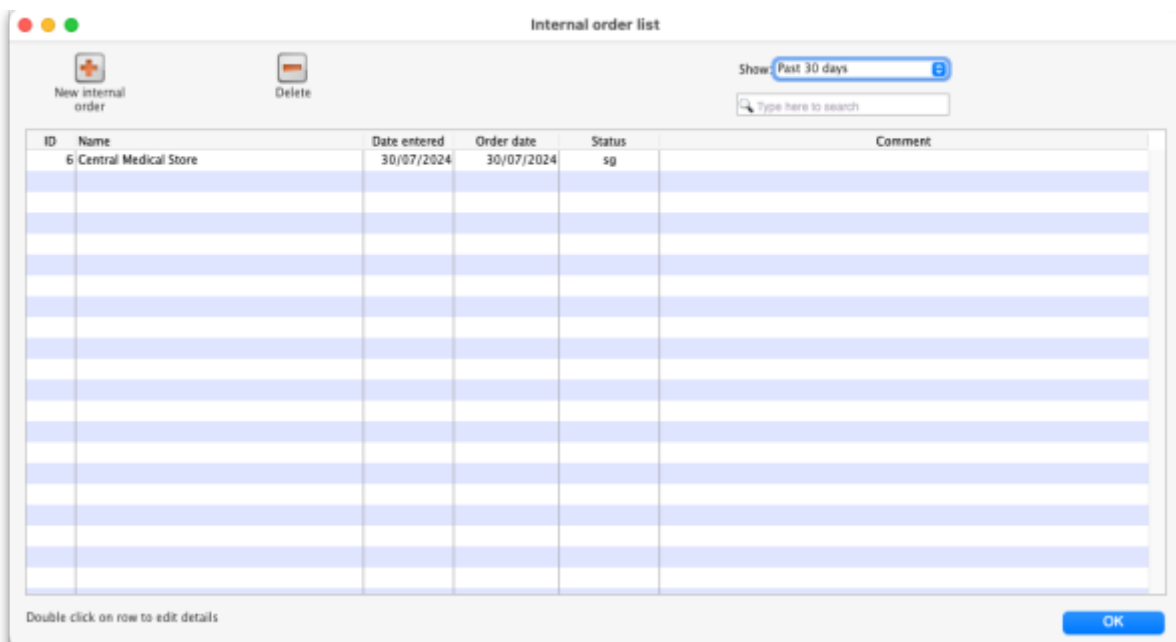 Internal order list
New internal
order
Delete
Show: Past 30 days
Type here to search
ID Name Date entered Order date Status Comment
6 Central Medical Store 30/07/2024 30/07/2024 sg
Double click on row to edit details
OK